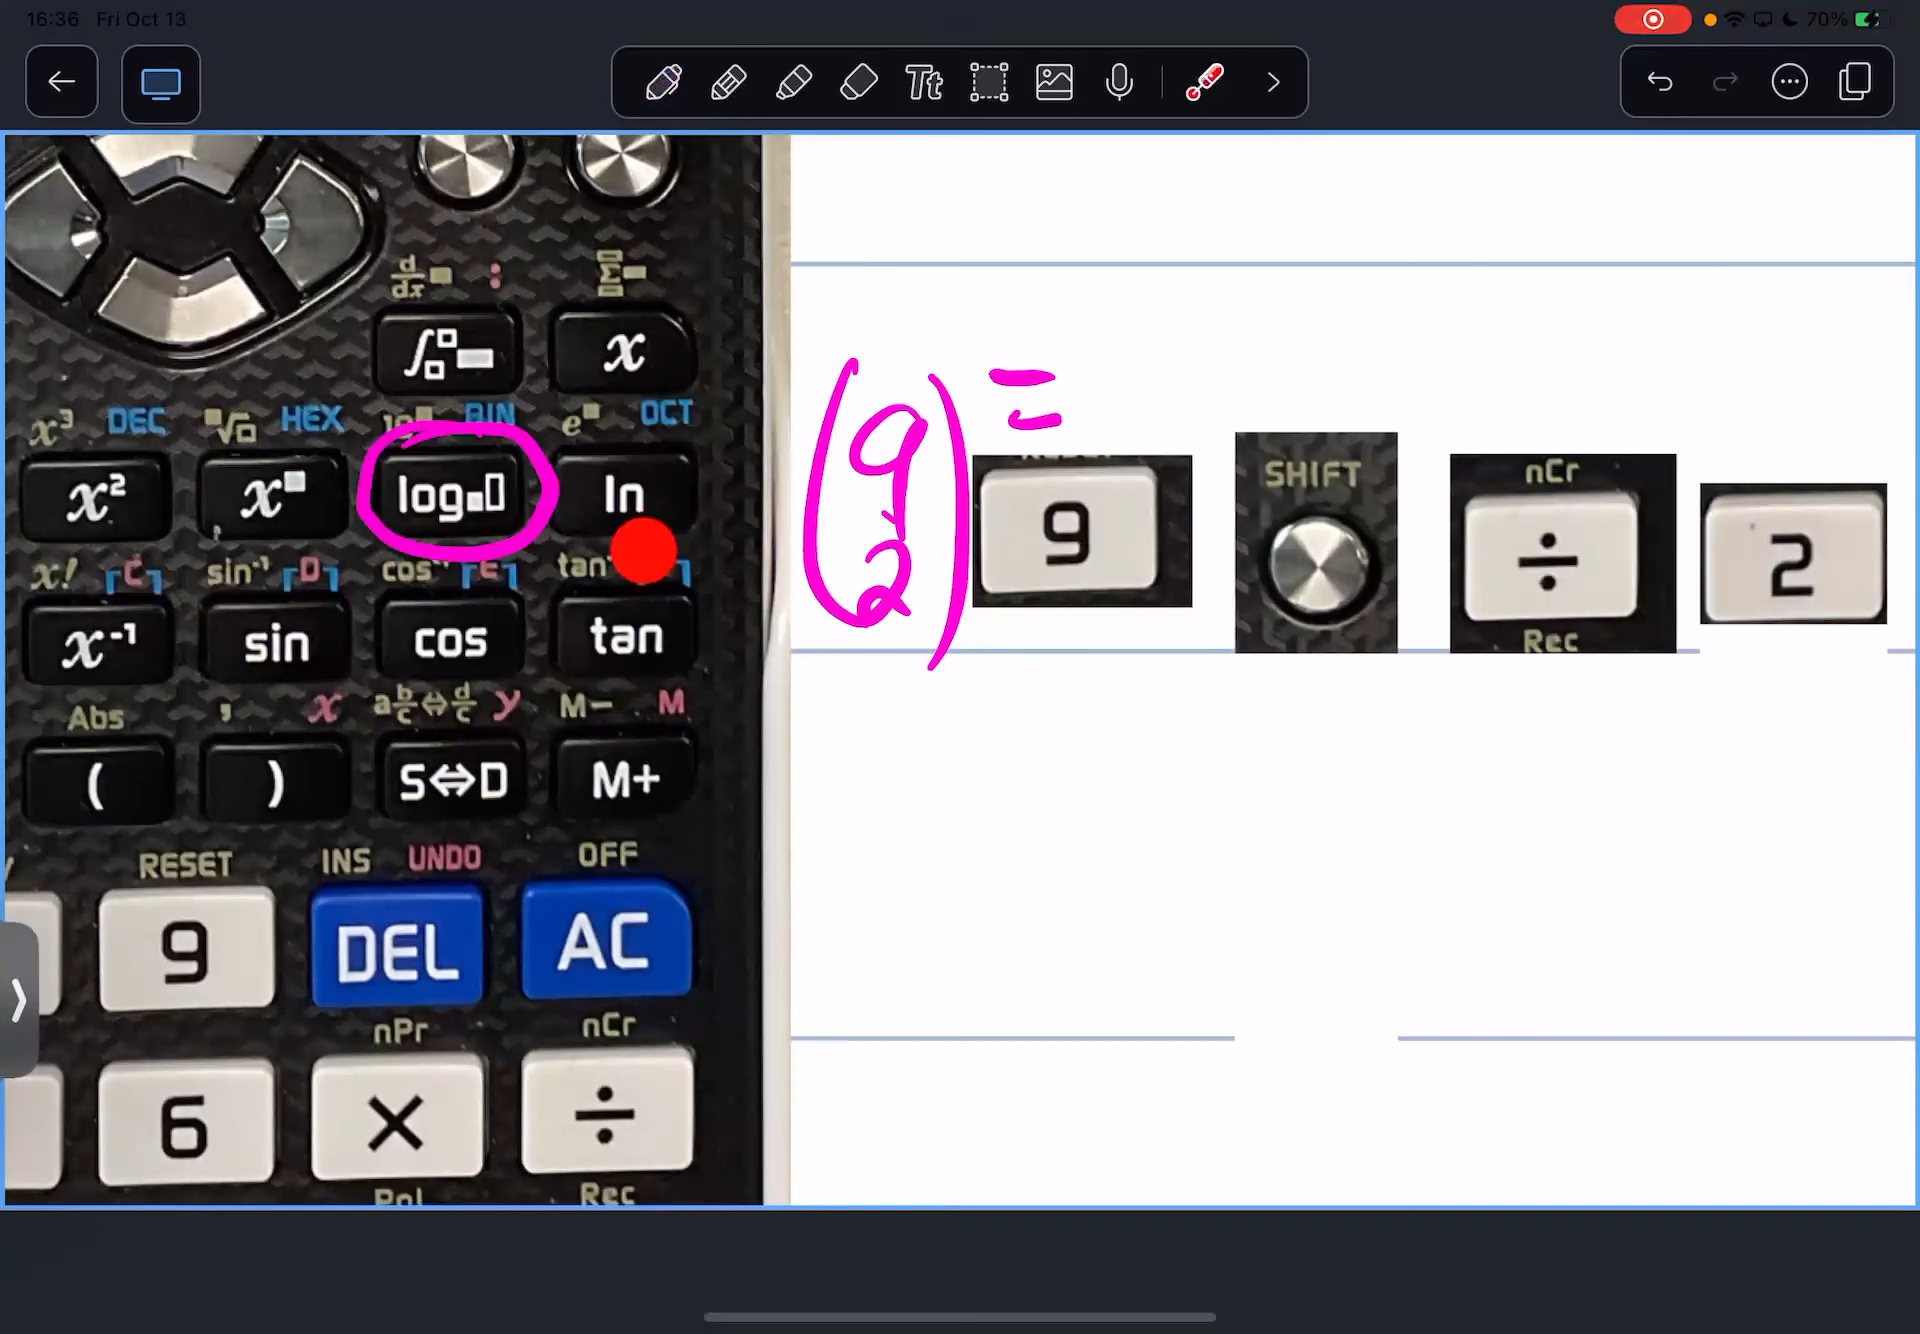 16:36 Fri Oct 13
70%
Tt
d/dx :
x
x³ DEC √ HEX 10 BIN e OCT
x² x log ln
x! C sin⁻¹ D cos⁻¹ E tan
x⁻¹ sin cos tan
Abs , x a b/c ⇔ d/c y M− M
( ) S⇔D M+
RESET INS UNDO OFF
9 DEL AC
nPr nCr
6 × ÷
Pol Rec
(9 2) =
9
SHIFT
nCr
÷
Rec
2